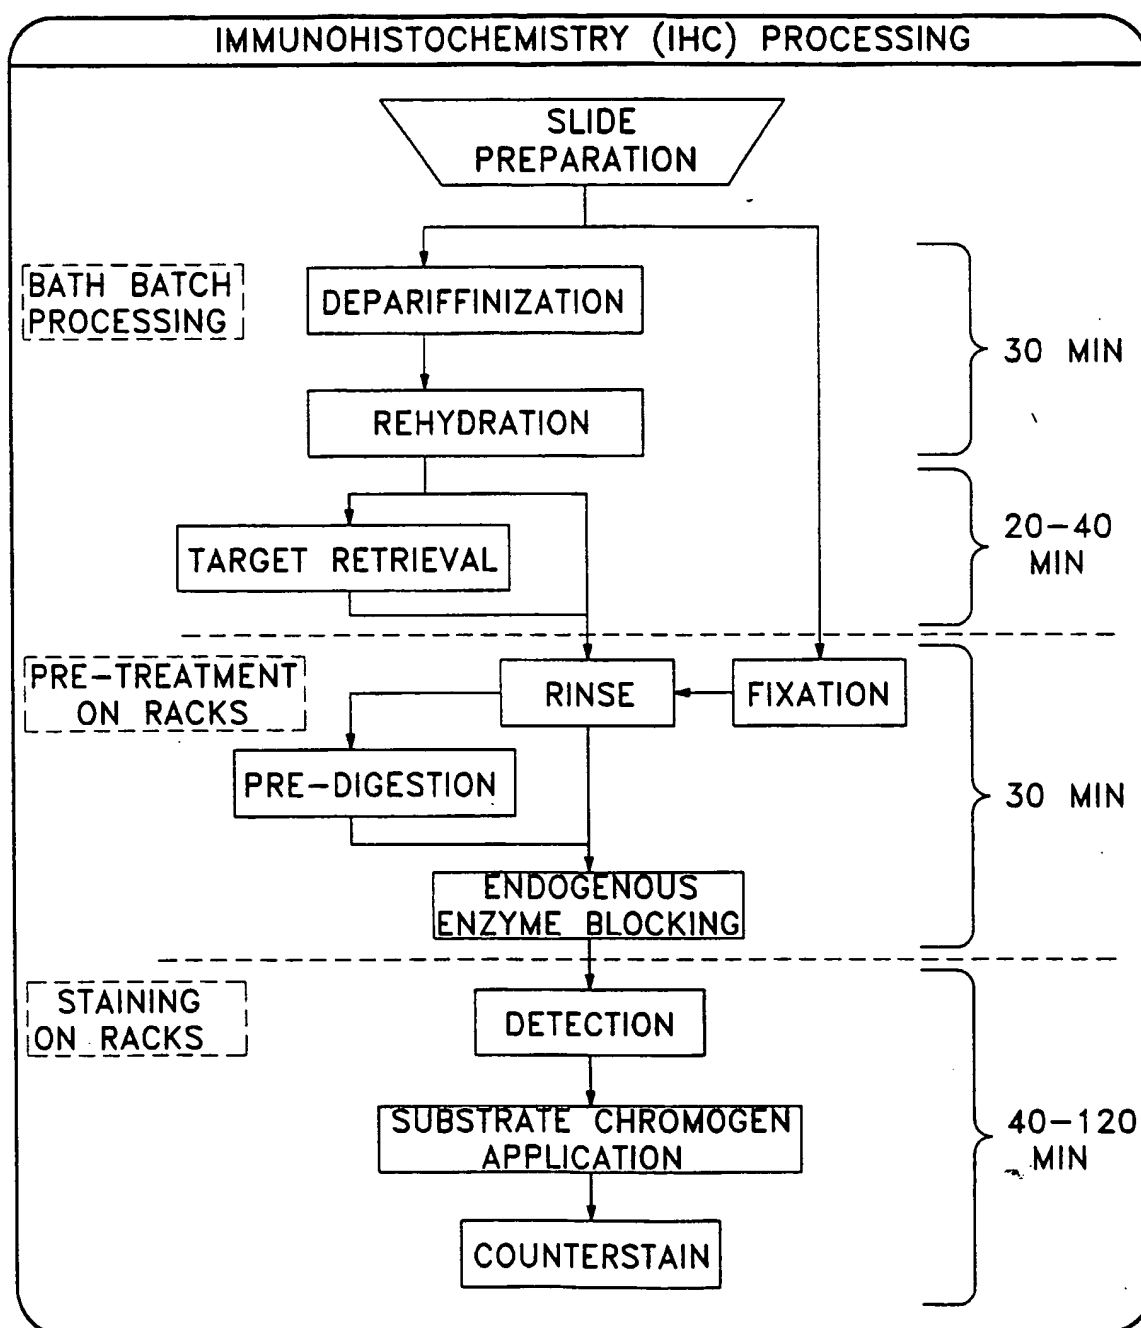 IMMUNOHISTOCHEMISTRY (IHC) PROCESSING
SLIDE
PREPARATION
BATH BATCH
PROCESSING
DEPARIFFINIZATION
REHYDRATION
30 MIN
TARGET RETRIEVAL
20-40
MIN
PRE-TREATMENT
ON RACKS
RINSE
FIXATION
PRE-DIGESTION
30 MIN
ENDOGENOUS
ENZYME BLOCKING
STAINING
ON RACKS
DETECTION
SUBSTRATE CHROMOGEN
APPLICATION
40-120
MIN
COUNTERSTAIN